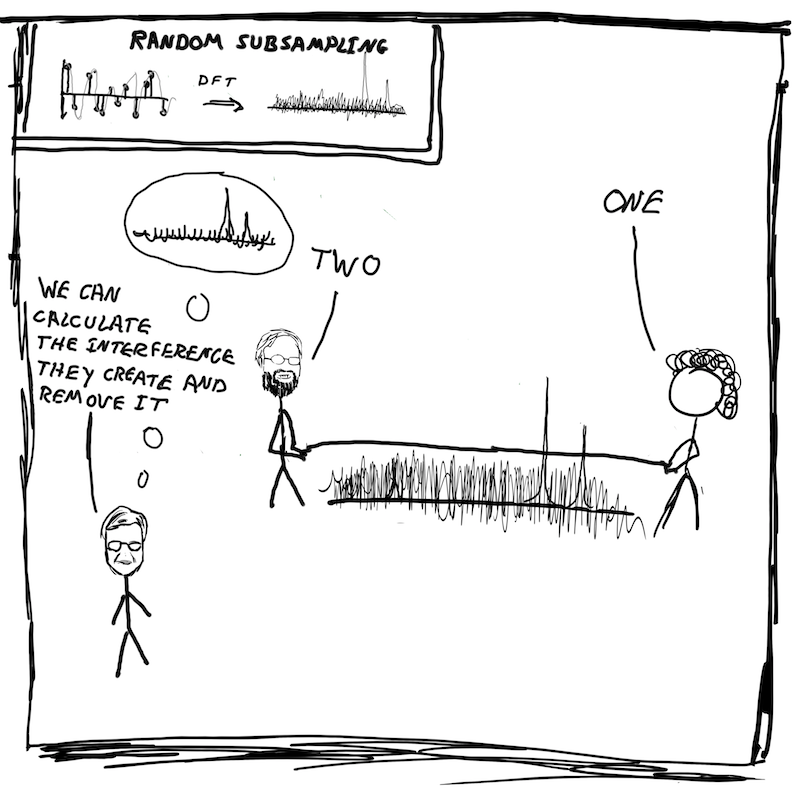 RANDOM SUBSAMPLING
DFT
ONE
TWO
WE CAN
CALCULATE
THE INTERFERENCE
THEY CREATE AND
REMOVE IT